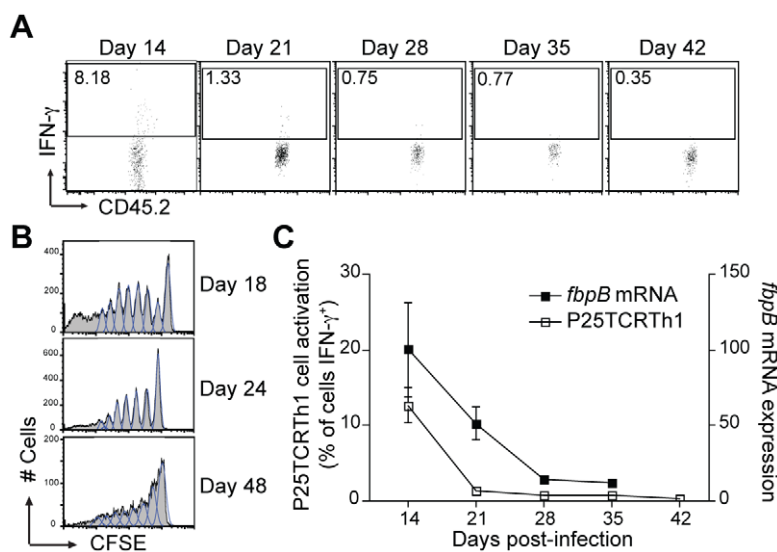 A
Day 14 Day 21 Day 28 Day 35 Day 42
8.18 1.33 0.75 0.77 0.35
IFN-γ
CD45.2
B
400
200
0
Day 18
600
400
200
0
Day 24
200
100
0
Day 48
# Cells
CFSE
C
P25TCRTh1 cell activation
(% of cells IFN-γ+)
30
20
10
0
fbpB mRNA
P25TCRTh1
150
100
50
0
fbpB mRNA expression
14 21 28 35 42
Days post-infection